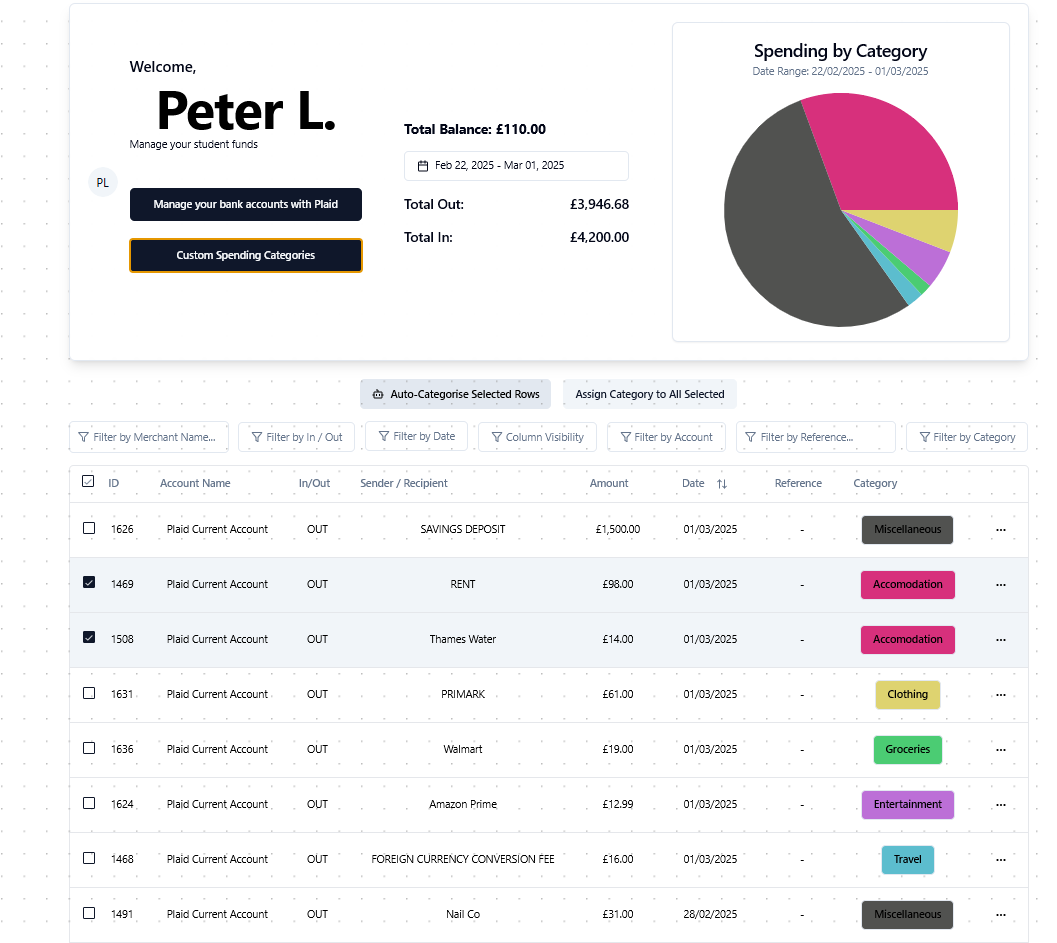 Welcome,
Peter L.
Manage your student funds
PL
Manage your bank accounts with Plaid
Custom Spending Categories
Total Balance: £110.00
Feb 22, 2025 - Mar 01, 2025
Total Out: £3,946.68
Total In: £4,200.00
Spending by Category
Date Range: 22/02/2025 - 01/03/2025
Auto-Categorise Selected Rows Assign Category to All Selected
Filter by Merchant Name... Filter by In / Out Filter by Date Column Visibility Filter by Account Filter by Reference... Filter by Category
ID Account Name In/Out Sender / Recipient Amount Date Reference Category
1626 Plaid Current Account OUT SAVINGS DEPOSIT £1,500.00 01/03/2025 - Miscellaneous ...
1469 Plaid Current Account OUT RENT £98.00 01/03/2025 - Accomodation ...
1508 Plaid Current Account OUT Thames Water £14.00 01/03/2025 - Accomodation ...
1631 Plaid Current Account OUT PRIMARK £61.00 01/03/2025 - Clothing ...
1636 Plaid Current Account OUT Walmart £19.00 01/03/2025 - Groceries ...
1624 Plaid Current Account OUT Amazon Prime £12.99 01/03/2025 - Entertainment ...
1468 Plaid Current Account OUT FOREIGN CURRENCY CONVERSION FEE £16.00 01/03/2025 - Travel ...
1491 Plaid Current Account OUT Nail Co £31.00 28/02/2025 - Miscellaneous ...